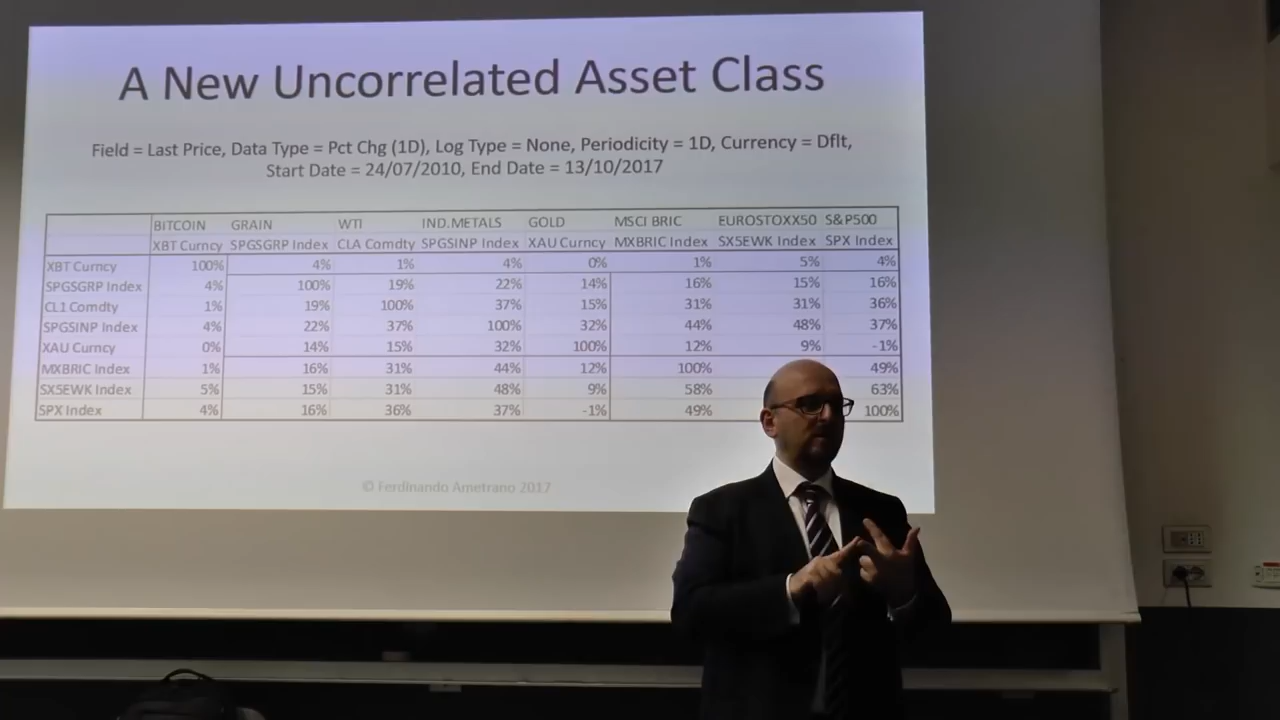 A New Uncorrelated Asset Class
Field = Last Price, Data Type = Pct Chg (1D), Log Type = None, Periodicity = 1D, Currency = Dflt,
Start Date = 24/07/2010, End Date = 13/10/2017
BITCOIN GRAIN WTI IND.METALS GOLD MSCI BRIC EUROSTOXX50 S&P500
XBT Curncy SPGSGRP Index CLA Comdty SPGSINP Index XAU Curncy MXBRIC Index SX5EWK Index SPX Index
XBT Curncy 100% 4% 1% 4% 0% 1% 5% 4%
SPGSGRP Index 4% 100% 19% 22% 14% 16% 15% 16%
CL1 Comdty 1% 19% 100% 37% 15% 31% 31% 36%
SPGSINP Index 4% 22% 37% 100% 32% 44% 48% 37%
XAU Curncy 0% 14% 15% 32% 100% 12% 9% -1%
MXBRIC Index 1% 16% 31% 44% 12% 100% 49%
SX5EWK Index 5% 15% 31% 48% 9% 58% 63%
SPX Index 4% 16% 36% 37% -1% 49% 100%
© Ferdinando Ametrano 2017